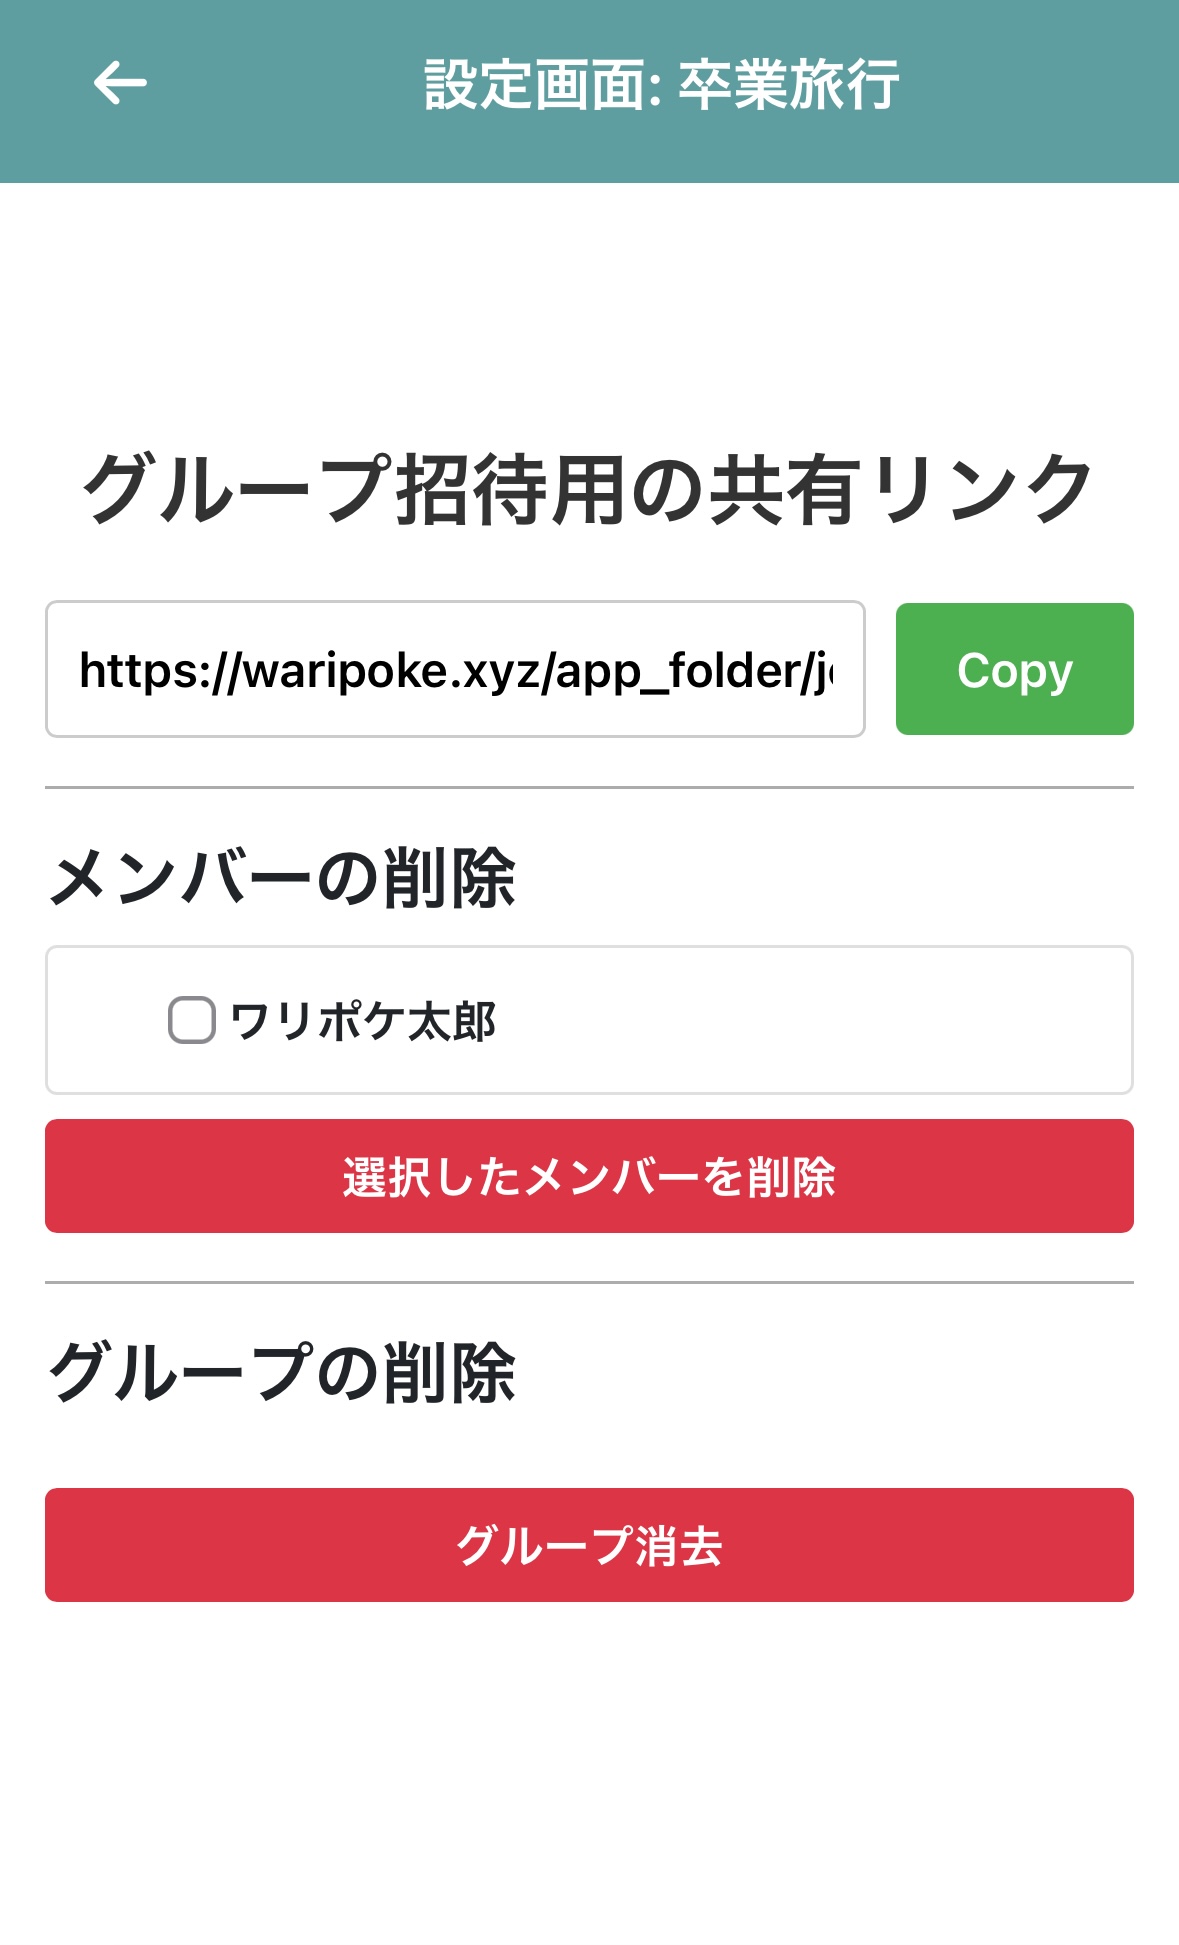 設定画面: 卒業旅行
グループ招待用の共有リンク
https://waripoke.xyz/app_folder/j
Copy
メンバーの削除
ワリポケ太郎
選択したメンバーを削除
グループの削除
グループ消去